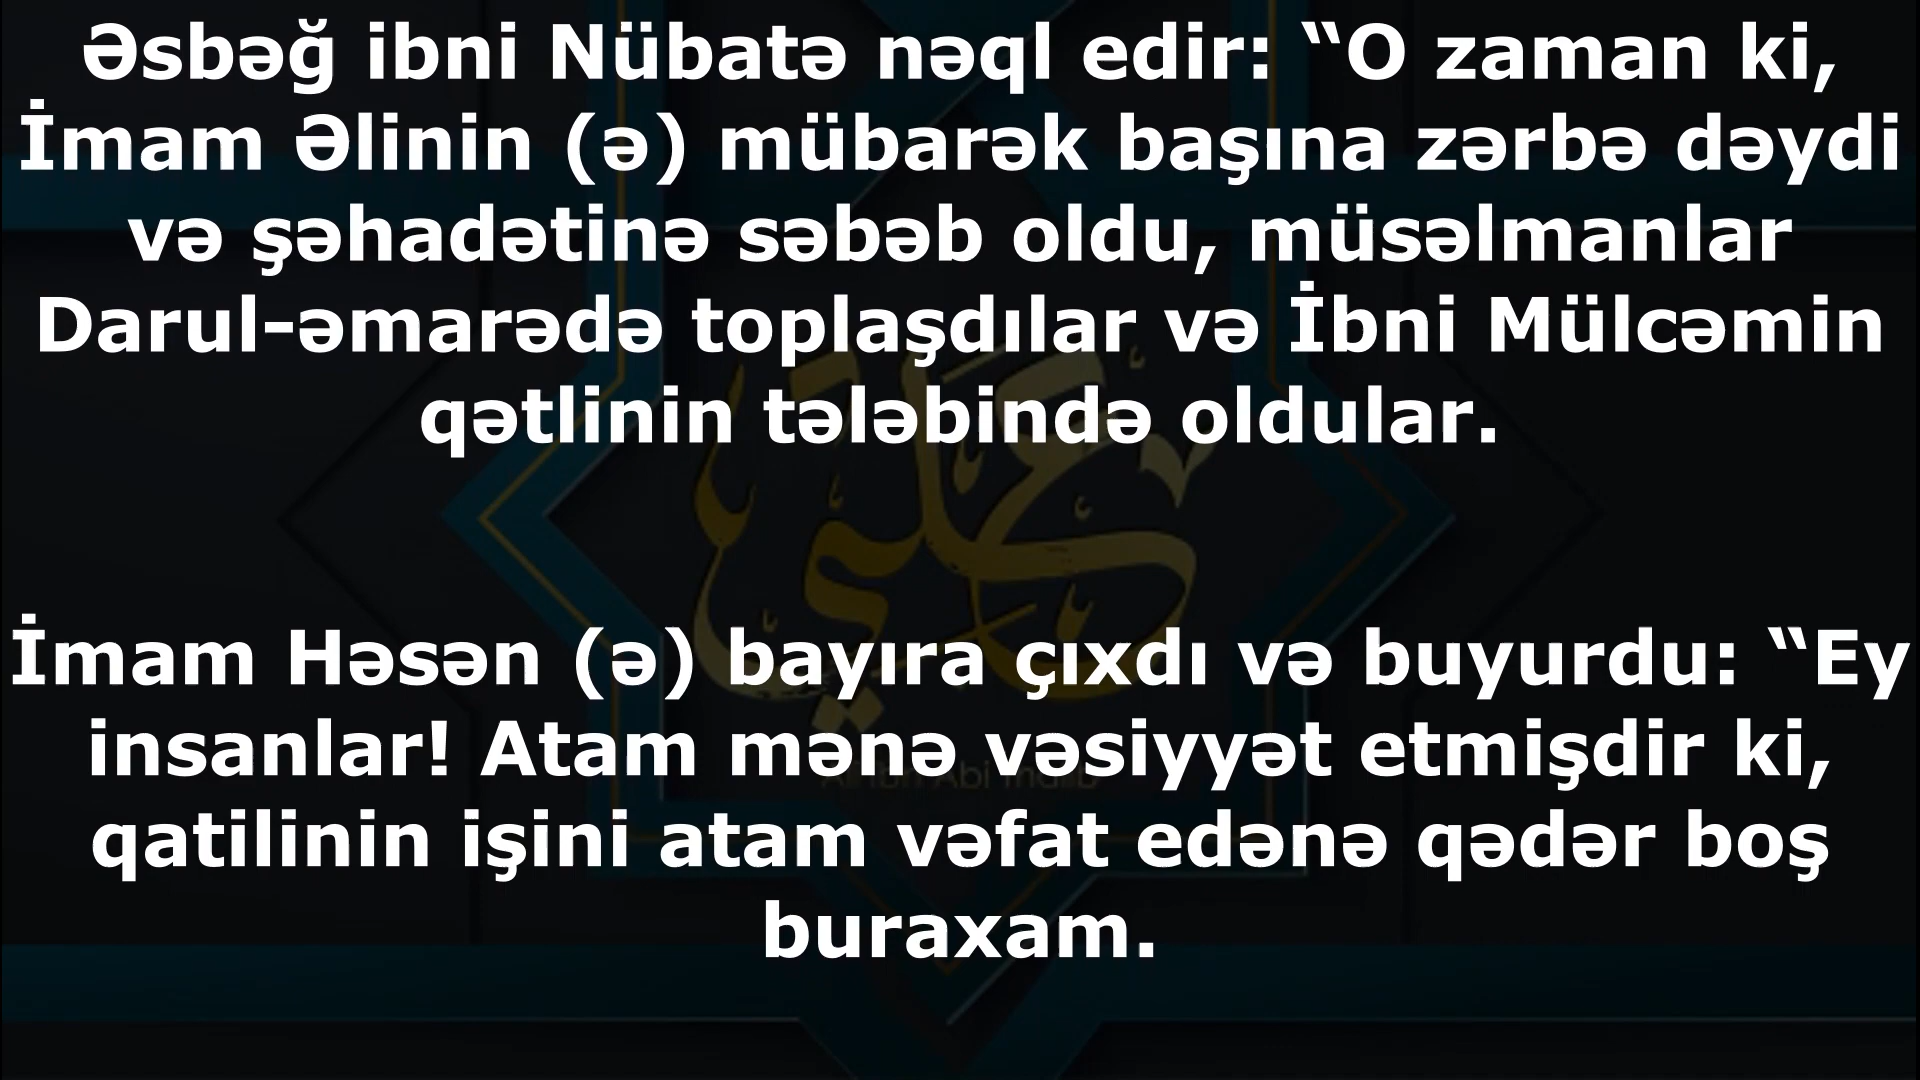 Əsbəğ ibni Nübatə nəql edir: “O zaman ki,
İmam Əlinin (ə) mübarək başına zərbə dəydi
və şəhadətinə səbəb oldu, müsəlmanlar
Darul-əmarədə toplaşdılar və İbni Mülcəmin
qətlinin tələbində oldular.
علي
İmam Həsən (ə) bayıra çıxdı və buyurdu: “Ey
insanlar! Atam mənə vəsiyyət etmişdir ki,
qatilinin işini atam vəfat edənə qədər boş
buraxam.